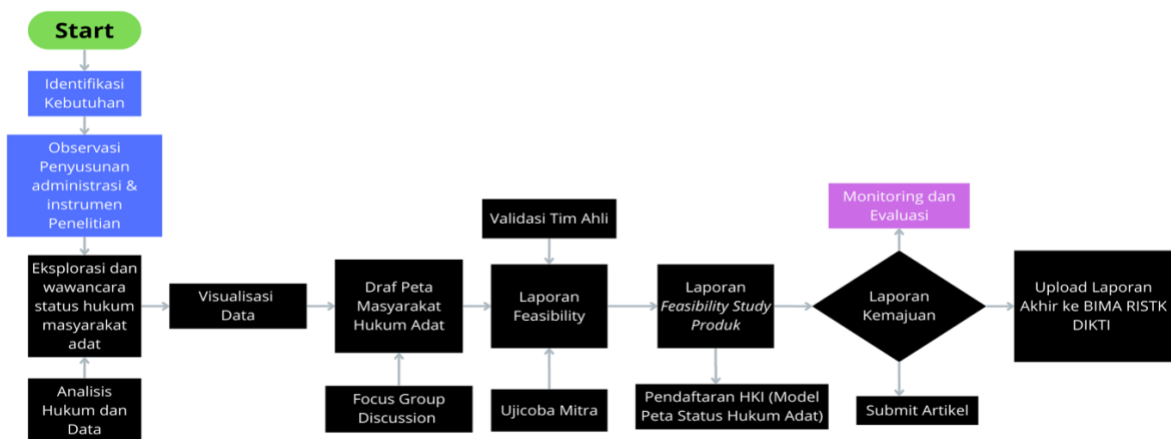 Start
Identifikasi
Kebutuhan
Observasi
Penyusunan
administrasi &
instrumen
Penelitian
Eksplorasi dan
wawancara
status hukum
masyarakat
adat
Analisis
Hukum dan
Data
Visualisasi
Data
Draf Peta
Masyarakat
Hukum Adat
Focus Group
Discussion
Validasi Tim Ahli
Laporan
Feasibility
Ujicoba Mitra
Laporan
Feasibility Study
Produk
Pendaftaran HKI (Model
Peta Status Hukum Adat)
Monitoring dan
Evaluasi
Laporan
Kemajuan
Submit Artikel
Upload Laporan
Akhir ke BIMA RISTK
DIKTI